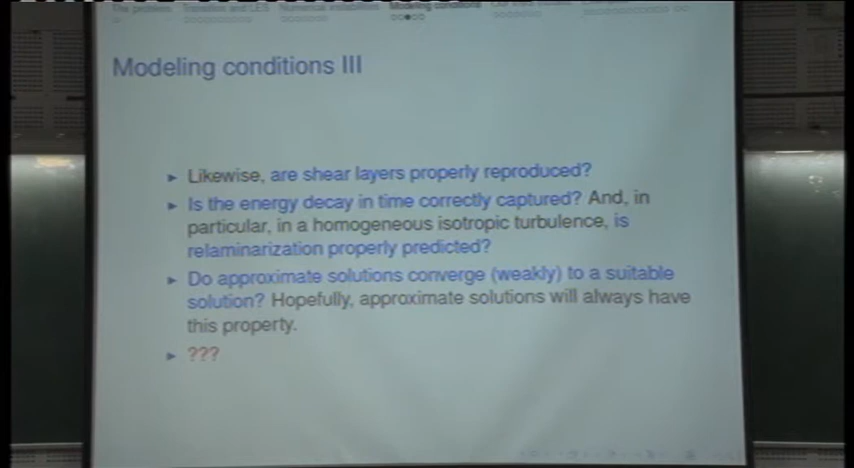 The problem
Modeling conditions III
► Likewise, are shear layers properly reproduced?
► Is the energy decay in time correctly captured? And, in
particular, in a homogeneous isotropic turbulence, is
relaminarization properly predicted?
► Do approximate solutions converge (weakly) to a suitable
solution? Hopefully, approximate solutions will always have
this property.
► ???